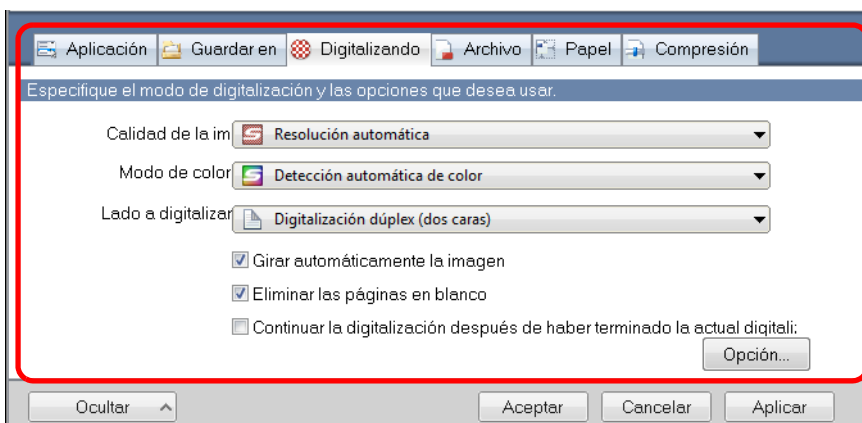 Aplicación Guardar en Digitalizando Archivo Papel Compresión
Especifique el modo de digitalización y las opciones que desea usar.
Calidad de la im Resolución automática
Modo de color Detección automática de color
Lado a digitalizar Digitalización dúplex (dos caras)
Girar automáticamente la imagen
Eliminar las páginas en blanco
Continuar la digitalización después de haber terminado la actual digitali
Opción...
Ocultar Aceptar Cancelar Aplicar